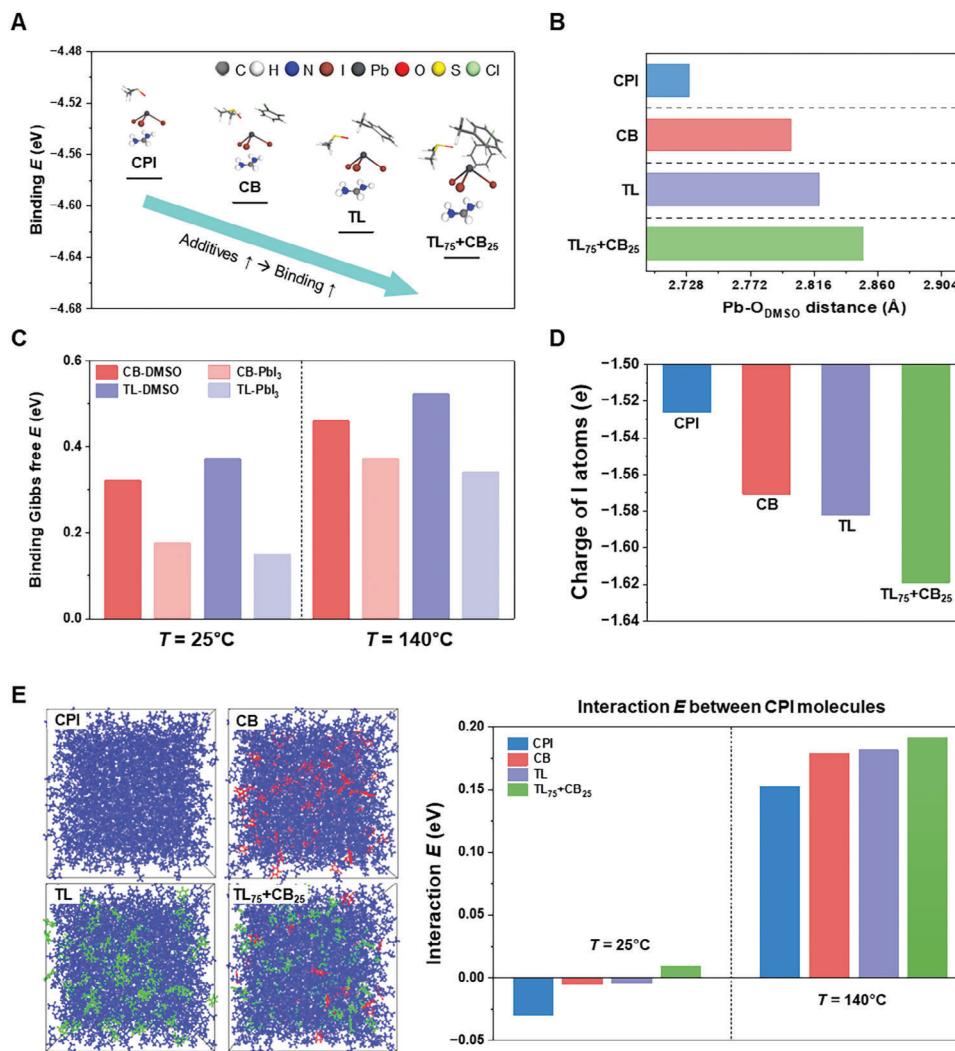 A
Binding E (eV)
−4.48
−4.52
−4.56
−4.60
−4.64
−4.68
C H N I Pb O S Cl
CPI
CB
TL
TL₇₅+CB₂₅
Additives ↑ → Binding ↑
B
CPI
CB
TL
TL₇₅+CB₂₅
2.728 2.772 2.816 2.860 2.904
Pb-O_DMSO distance (Å)
C
Binding Gibbs free E (eV)
0.6
0.4
0.2
0.0
CB-DMSO CB-PbI₃
TL-DMSO TL-PbI₃
T = 25°C T = 140°C
D
Charge of I atoms (e)
−1.50
−1.52
−1.54
−1.56
−1.58
−1.60
−1.62
−1.64
CPI
CB
TL
TL₇₅+CB₂₅
E
CPI CB
TL TL₇₅+CB₂₅
Interaction E between CPI molecules
Interaction E (eV)
0.20
0.15
0.10
0.05
0.00
−0.05
CPI
CB
TL
TL₇₅+CB₂₅
T = 25°C
T = 140°C